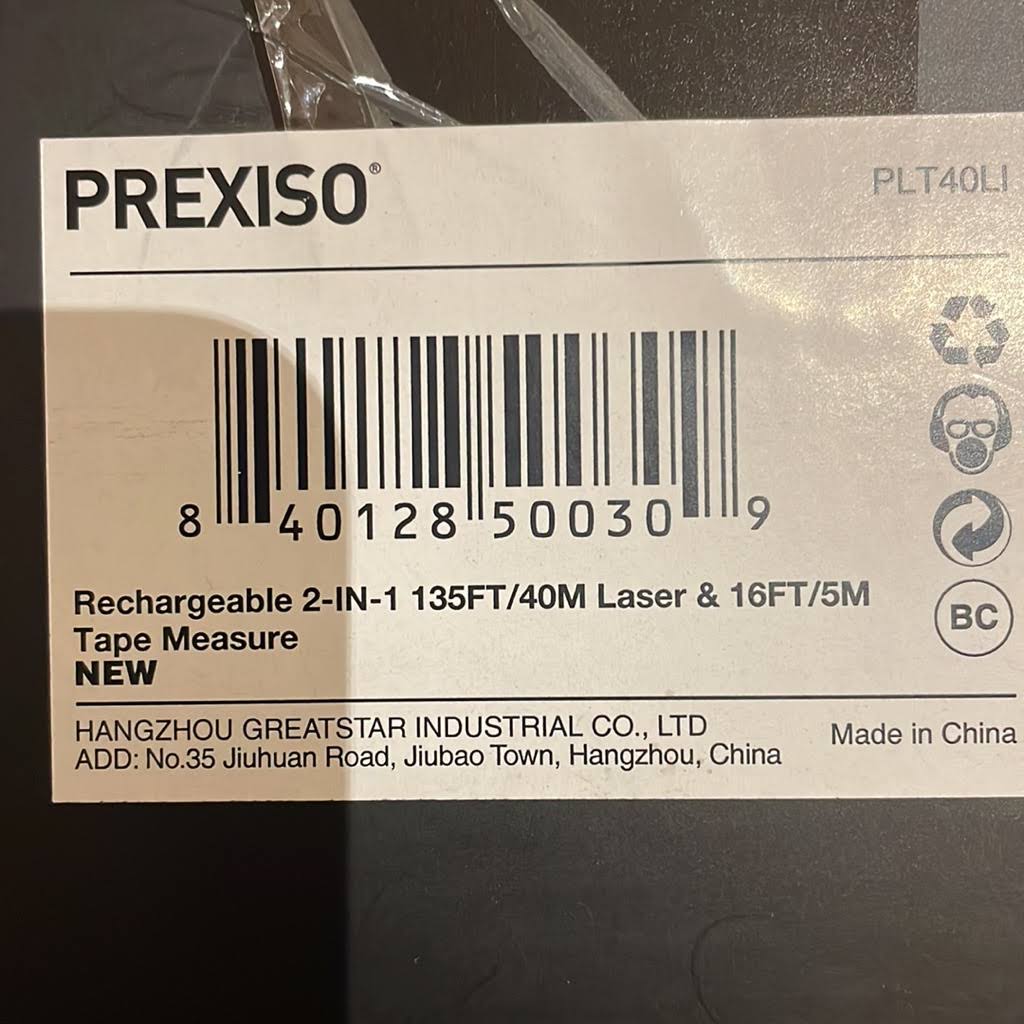 PREXISO®
PLT40LI
8 40128 50030 9
Rechargeable 2-IN-1 135FT/40M Laser & 16FT/5M
Tape Measure
NEW
BC
HANGZHOU GREATSTAR INDUSTRIAL CO., LTD
ADD: No.35 Jiuhuan Road, Jiubao Town, Hangzhou, China
Made in China